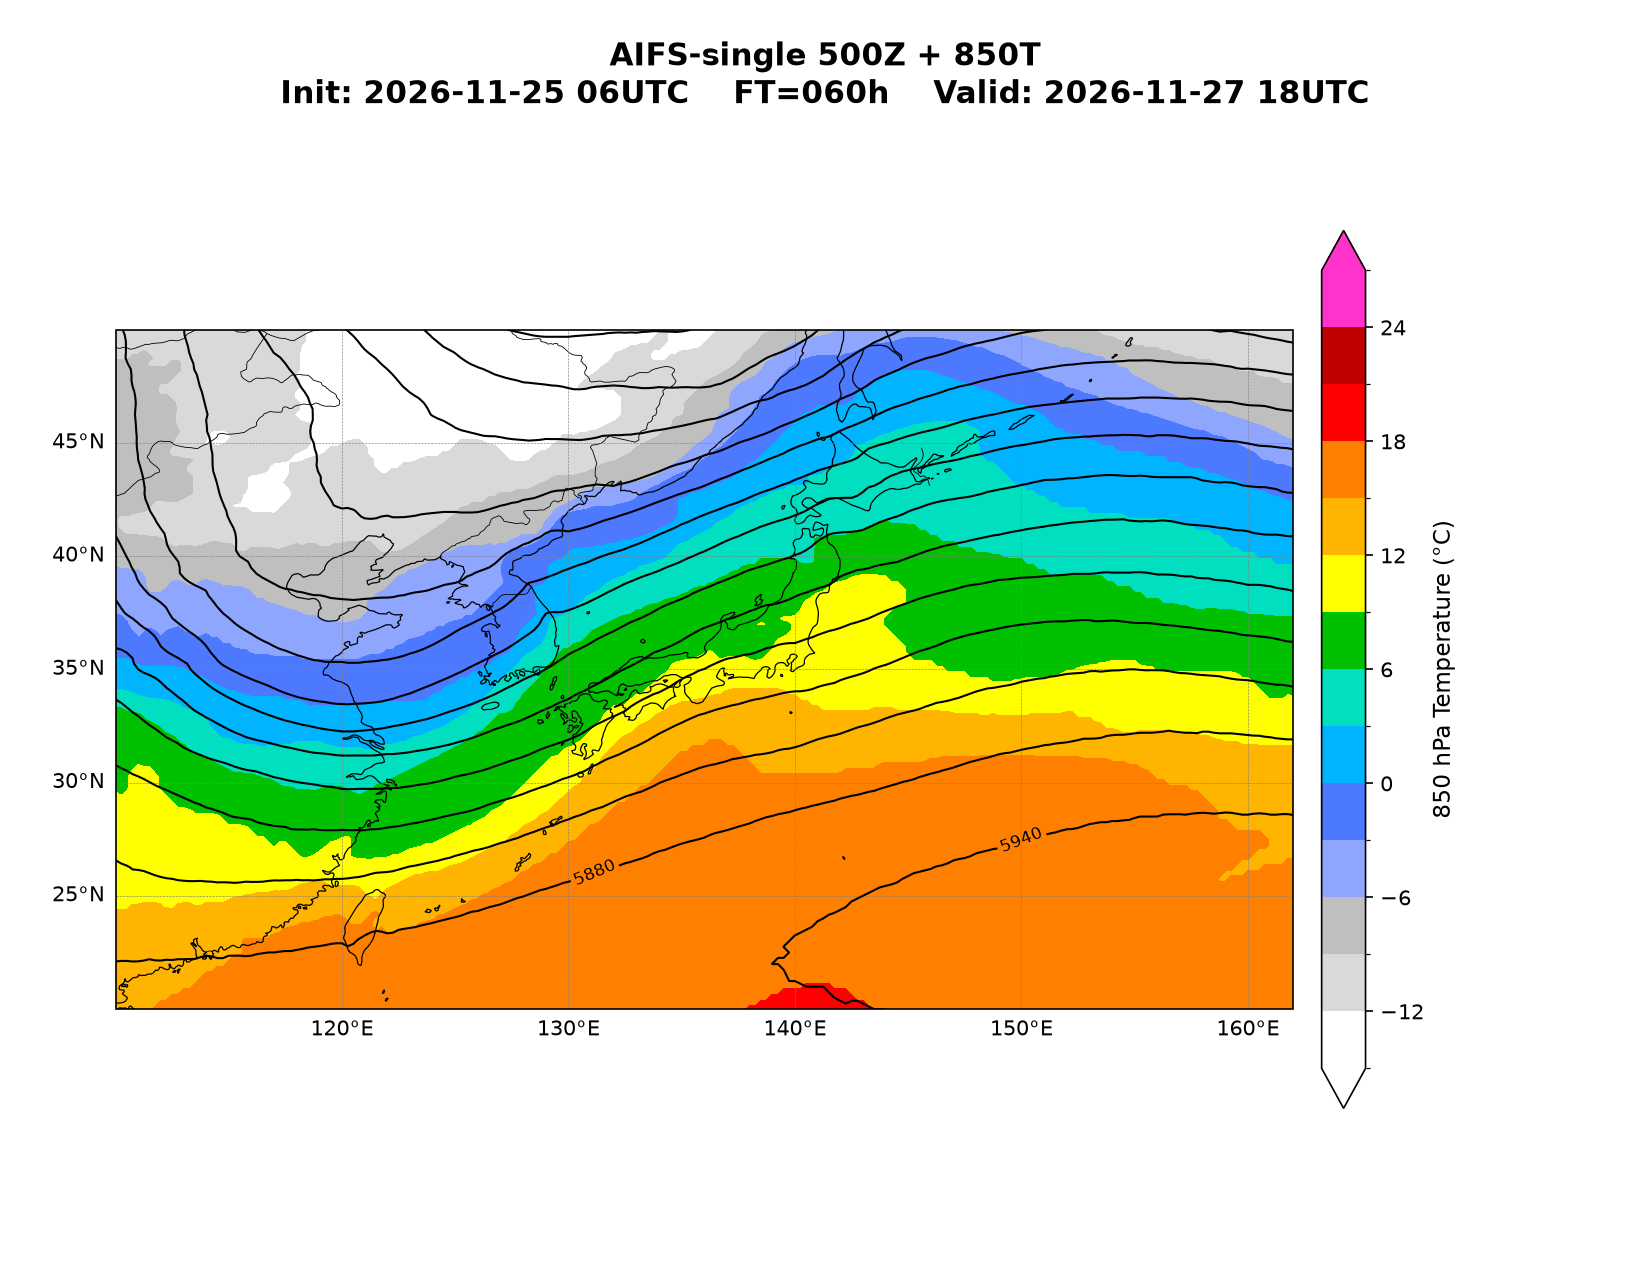 AIFS-single 500Z + 850T
Init: 2026-11-25 06UTC    FT=060h    Valid: 2026-11-27 18UTC
45°N
40°N
35°N
30°N
25°N
120°E
130°E
140°E
150°E
160°E
5880
5940
24
18
12
6
0
−6
−12
850 hPa Temperature (°C)